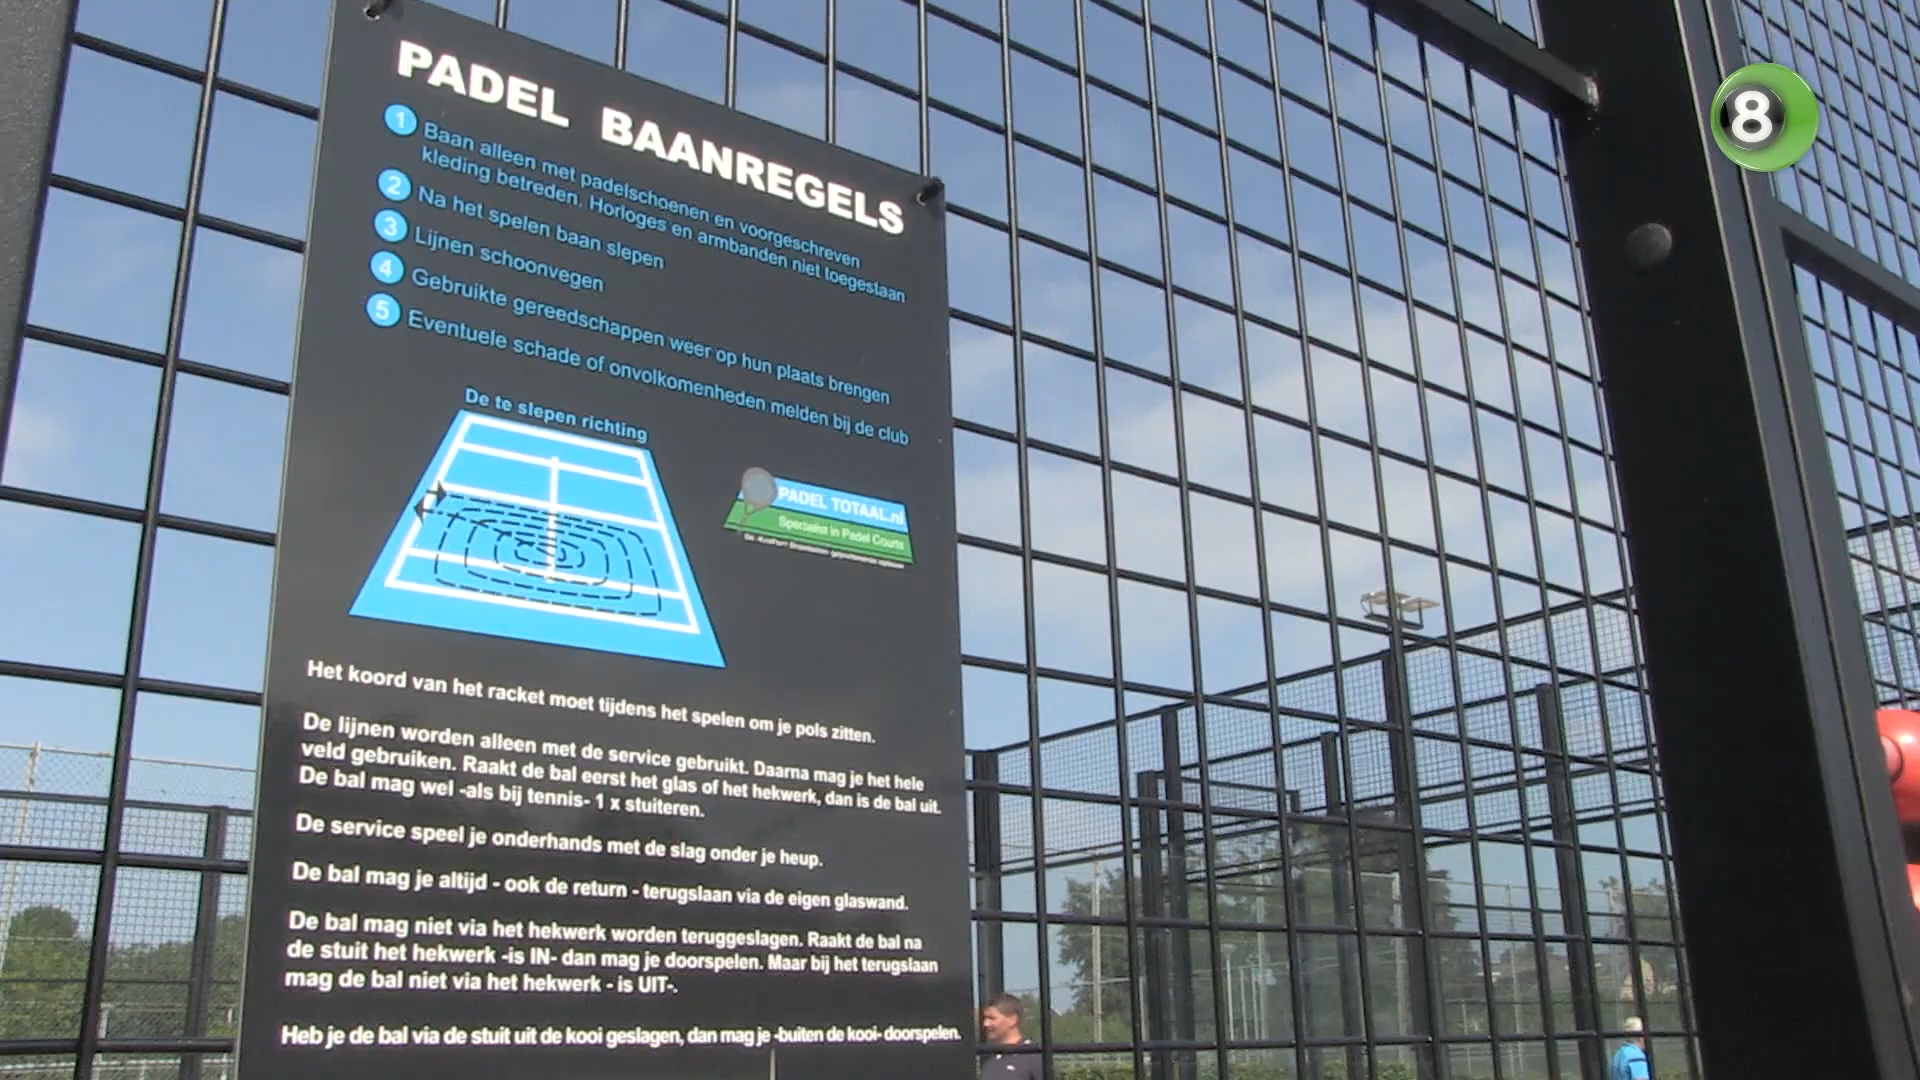 PADEL BAANREGELS
1 Baan alleen met padelschoenen en voorgeschreven
kleding betreden. Horloges en armbanden niet toegestaan
2 Na het spelen baan slepen
3 Lijnen schoonvegen
4 Gebruikte gereedschappen weer op hun plaats brengen
5 Eventuele schade of onvolkomenheden melden bij de club
De te slepen richting
PADEL TOTAAL.nl
Specialist in Padel Courts
Het koord van het racket moet tijdens het spelen om je pols zitten.
De lijnen worden alleen met de service gebruikt. Daarna mag je het hele
veld gebruiken. Raakt de bal eerst het glas of het hekwerk, dan is de bal uit.
De bal mag wel -als bij tennis- 1 x stuiteren.
De service speel je onderhands met de slag onder je heup.
De bal mag je altijd - ook de return - terugslaan via de eigen glaswand.
De bal mag niet via het hekwerk worden teruggeslagen. Raakt de bal na
de stuit het hekwerk -is IN- dan mag je doorspelen. Maar bij het terugslaan
mag de bal niet via het hekwerk - is UIT-.
Heb je de bal via de stuit uit de kooi geslagen, dan mag je -buiten de kooi- doorspelen.
8